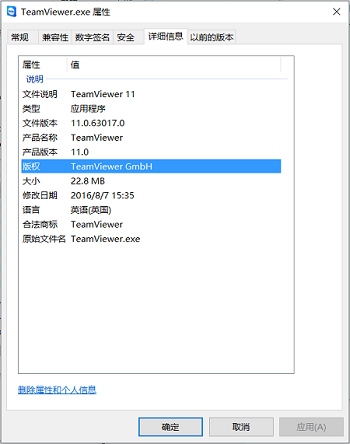 TeamViewer.exe 属性
常规 兼容性 数字签名 安全 详细信息 以前的版本
属性 值
说明
文件说明 TeamViewer 11
类型 应用程序
文件版本 11.0.63017.0
产品名称 TeamViewer
产品版本 11.0
版权 TeamViewer GmbH
大小 22.8 MB
修改日期 2016/8/7 15:35
语言 英语(英国)
合法商标 TeamViewer
原始文件名 TeamViewer.exe
删除属性和个人信息
确定 取消 应用(A)